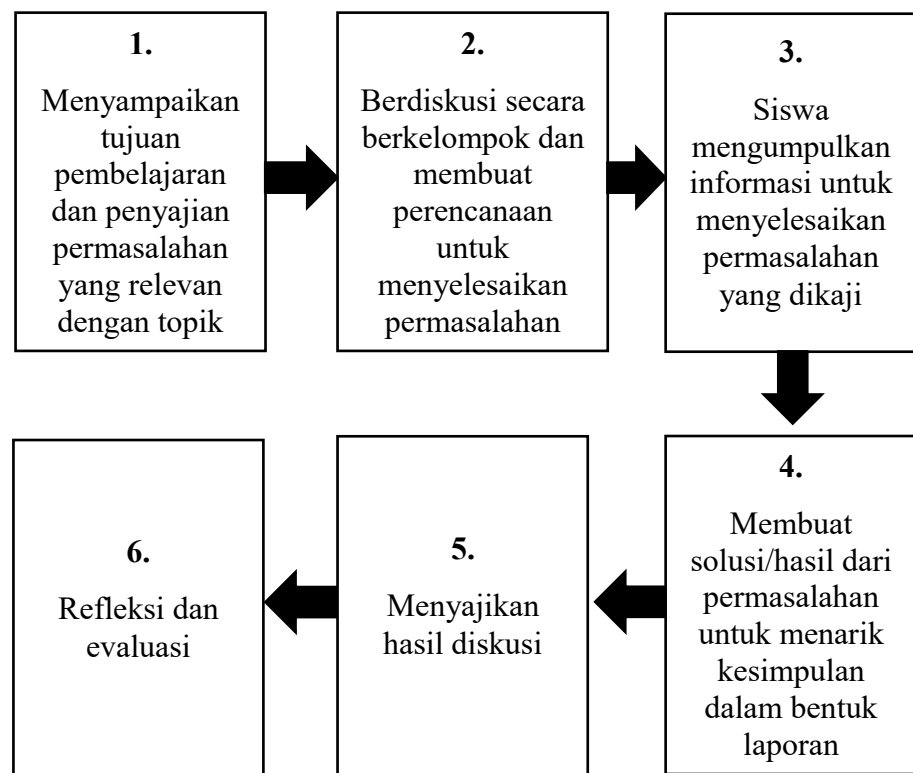 1.
Menyampaikan
tujuan
pembelajaran
dan penyajian
permasalahan
yang relevan
dengan topik
2.
Berdiskusi secara
berkelompok dan
membuat
perencanaan
untuk
menyelesaikan
permasalahan
3.
Siswa
mengumpulkan
informasi untuk
menyelesaikan
permasalahan
yang dikaji
4.
Membuat
solusi/hasil dari
permasalahan
untuk menarik
kesimpulan
dalam bentuk
laporan
5.
Menyajikan
hasil diskusi
6.
Refleksi dan
evaluasi